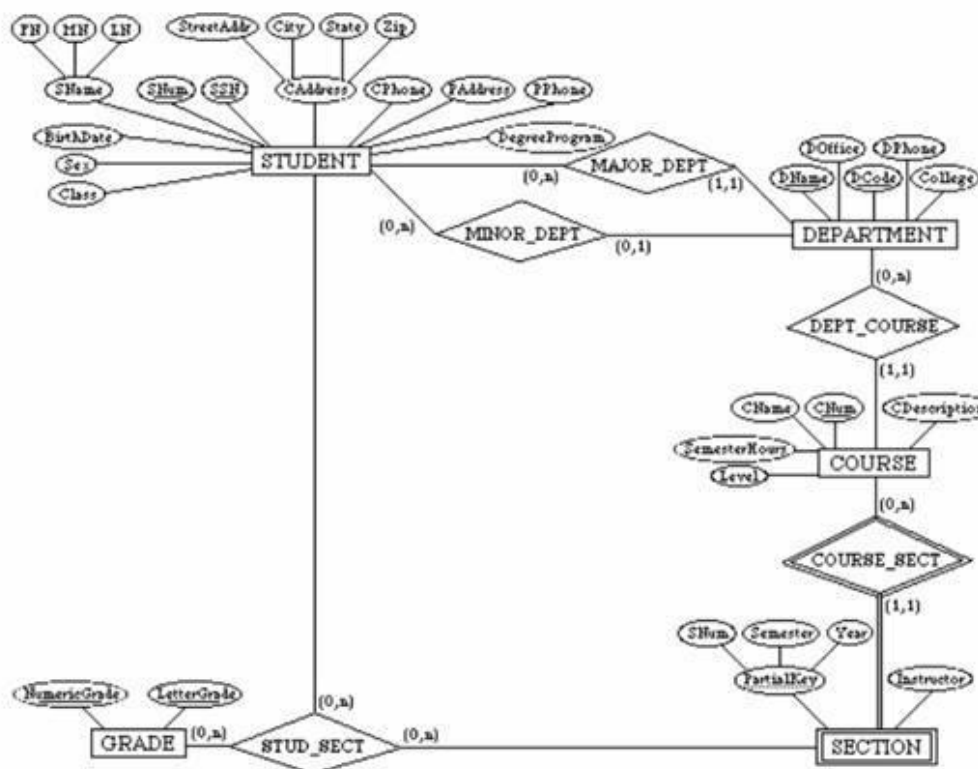 FN MN LN StreetAddr City State Zip
SName SNum SSN CAddress CPhone PAddress PPhone
BirthDate DegreeProgram DOffice DPhone
STUDENT MAJOR_DEPT
Sex (0,n) (1,1) DName DCode College
Class
(0,n) MINOR_DEPT (0,1) DEPARTMENT
(0,n)
DEPT_COURSE
(1,1)
CName CNum CDescription
SemesterHours
COURSE
Level
(0,n)
COURSE_SECT
(1,1)
SNum Semester Year
NumericGrade LetterGrade PartialKey Instructor
(0,n)
GRADE (0,n) STUD_SECT (0,n) SECTION